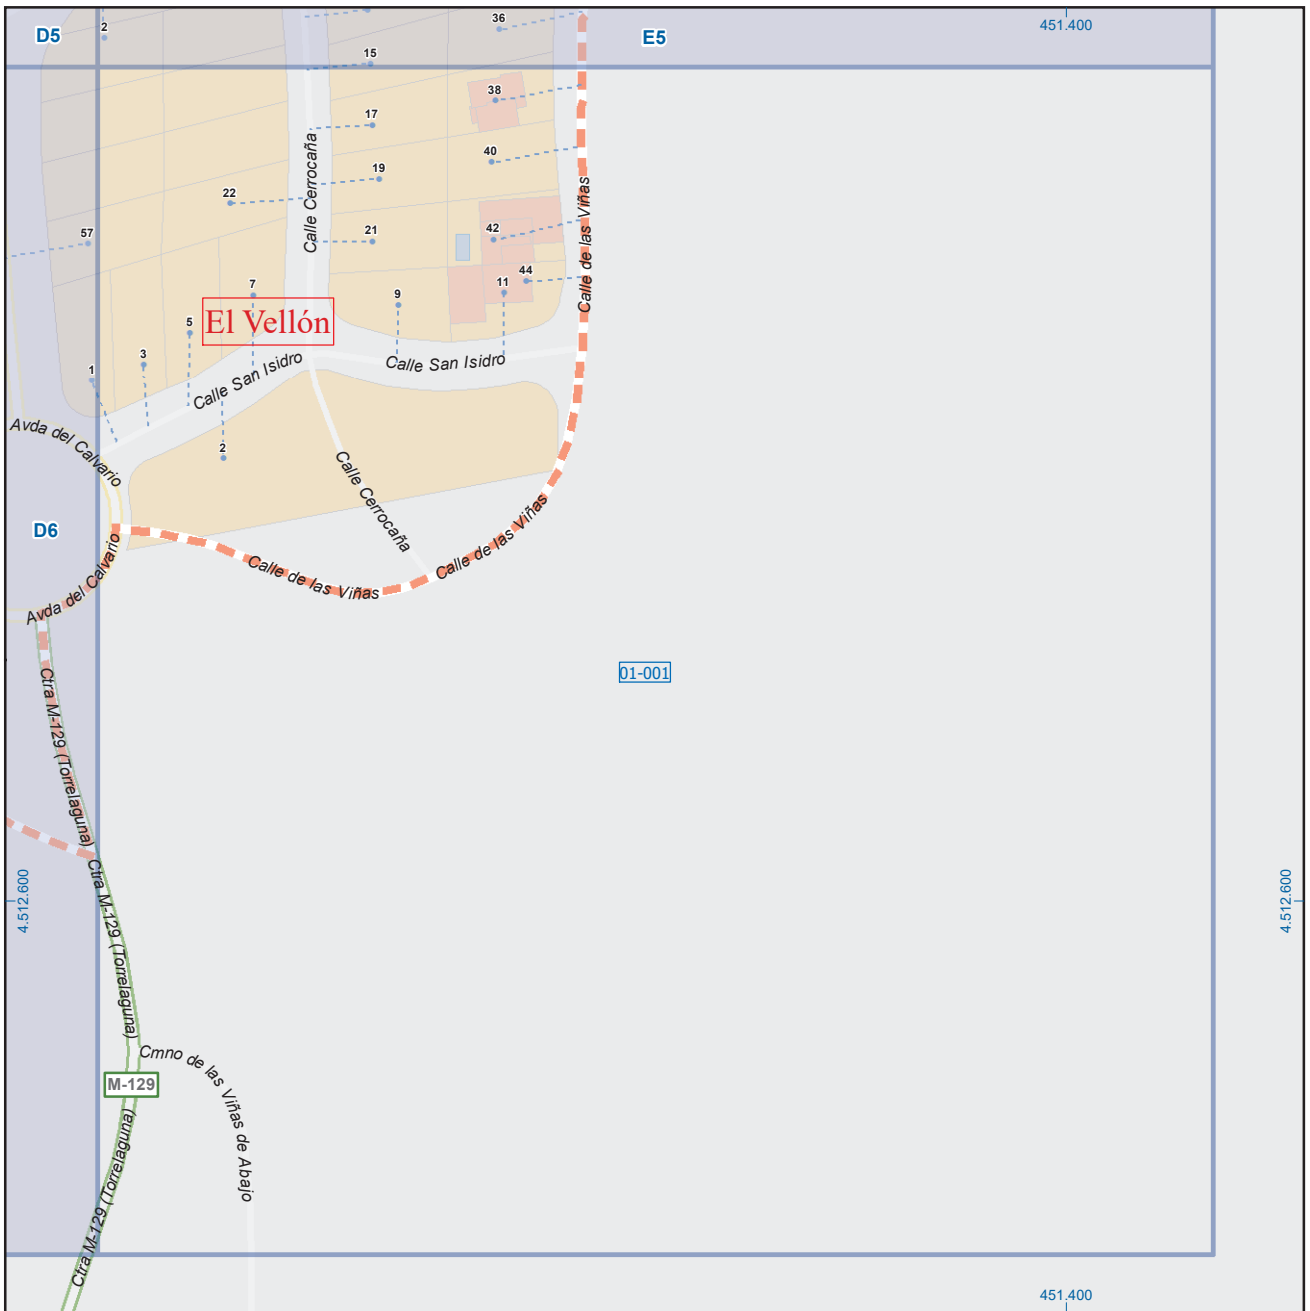 D5
2
36
E5
451.400
15
38
17
40
Calle Cerrocaña
19
22
Calle de las Viñas
57
21
42
44
7
11
9
5
El Vellón
3
1
Calle San Isidro
Calle San Isidro
Avda del Calvario
2
Calle Cerrocaña
D6
Calle de las Viñas
Calle de las Viñas
Avda del Calvario
01-001
Ctra M-129 (Torrelaguna)
4.512.600
4.512.600
Ctra M-129 (Torrelaguna)
Cmno de las Viñas de Abajo
M-129
Ctra M-129 (Torrelaguna)
451.400